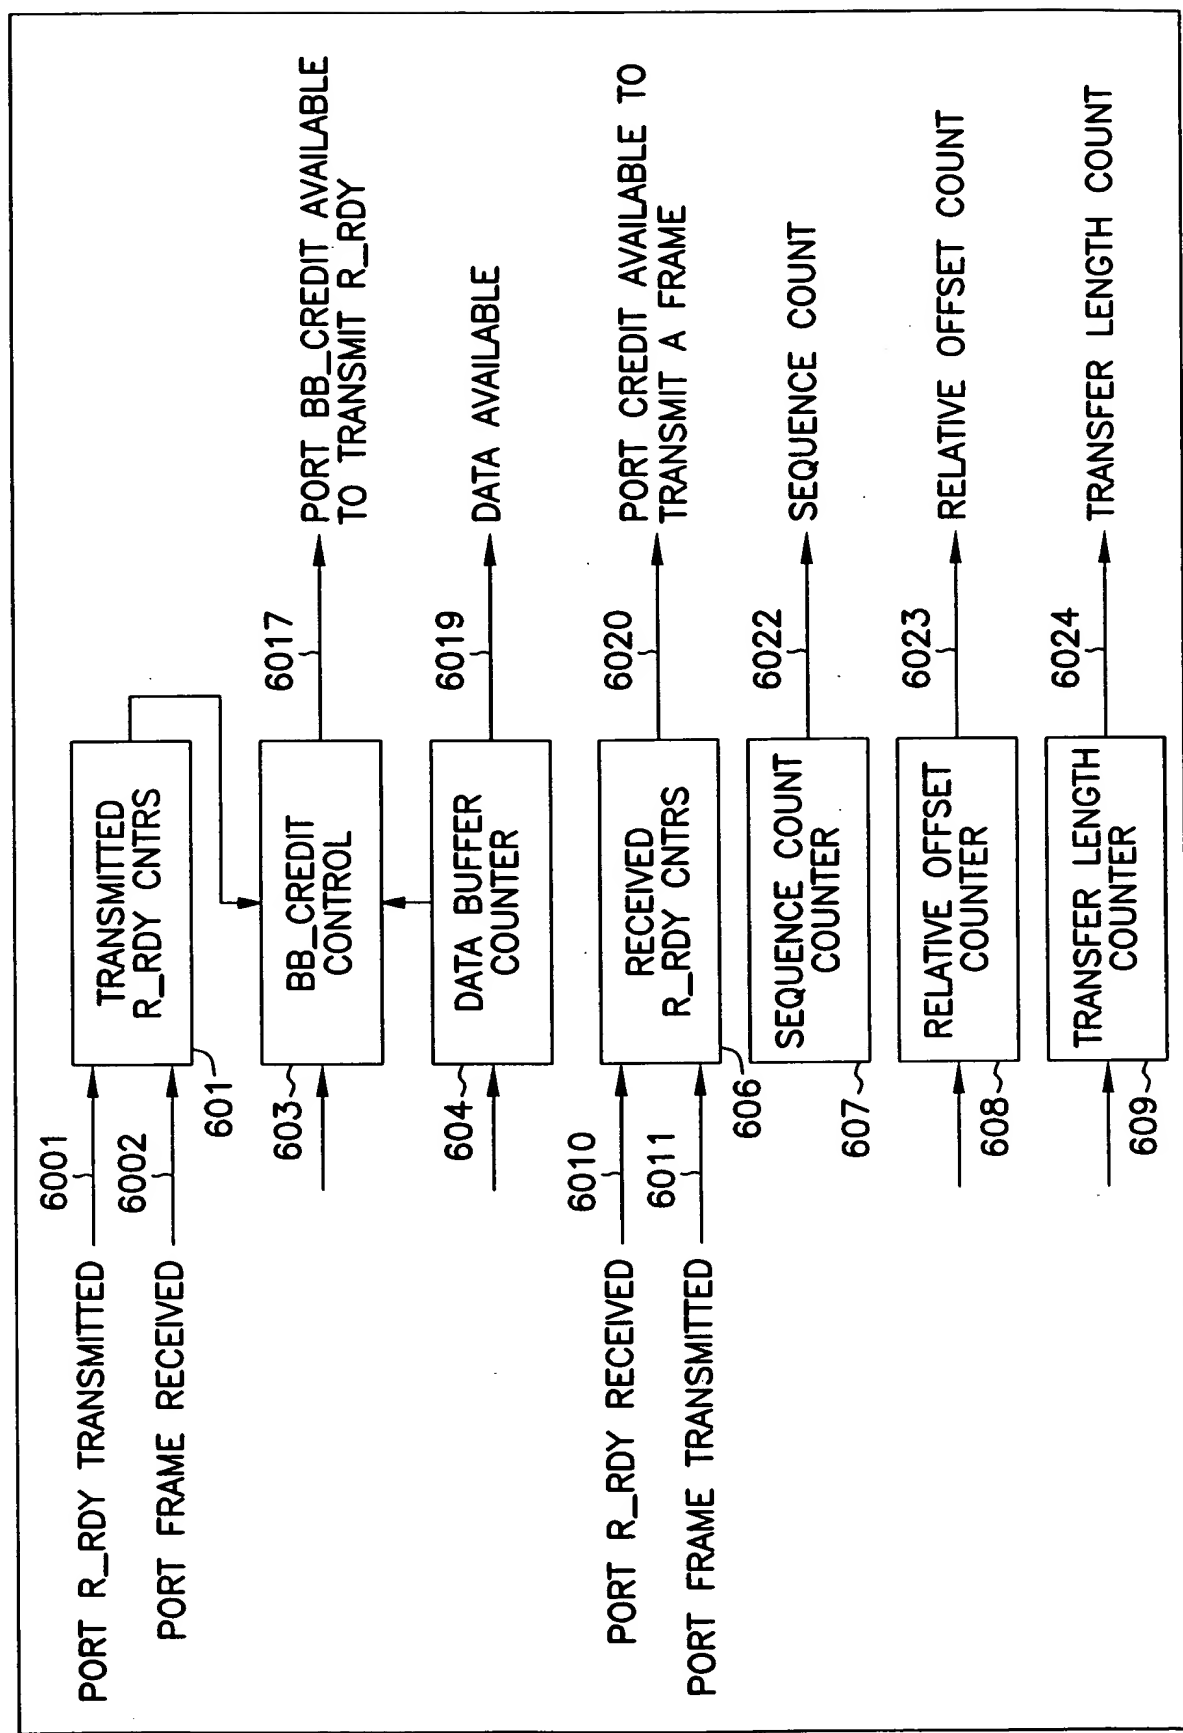 PORT R_RDY TRANSMITTED
6001
PORT FRAME RECEIVED
6002
TRANSMITTED
R_RDY CNTRS
601
603
BB_CREDIT
CONTROL
6017
PORT BB_CREDIT AVAILABLE
TO TRANSMIT R_RDY
604
DATA BUFFER
COUNTER
6019
DATA AVAILABLE
PORT R_RDY RECEIVED
6010
PORT FRAME TRANSMITTED
6011
RECEIVED
R_RDY CNTRS
606
6020
PORT CREDIT AVAILABLE TO
TRANSMIT A FRAME
607
SEQUENCE COUNT
COUNTER
6022
SEQUENCE COUNT
608
RELATIVE OFFSET
COUNTER
6023
RELATIVE OFFSET COUNT
609
TRANSFER LENGTH
COUNTER
6024
TRANSFER LENGTH COUNT